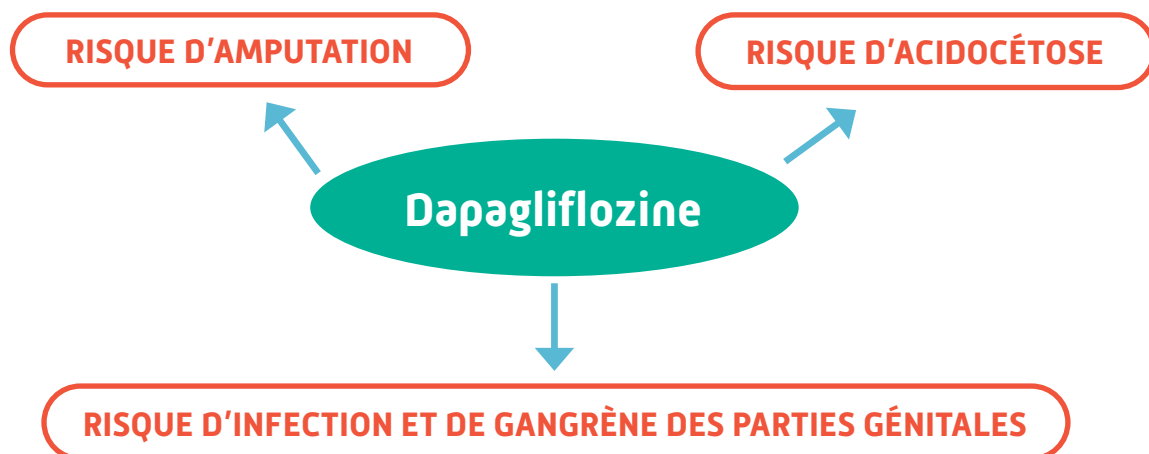 RISQUE D'AMPUTATION
RISQUE D'ACIDOCÉTOSE
Dapagliflozine
RISQUE D'INFECTION ET DE GANGRÈNE DES PARTIES GÉNITALES